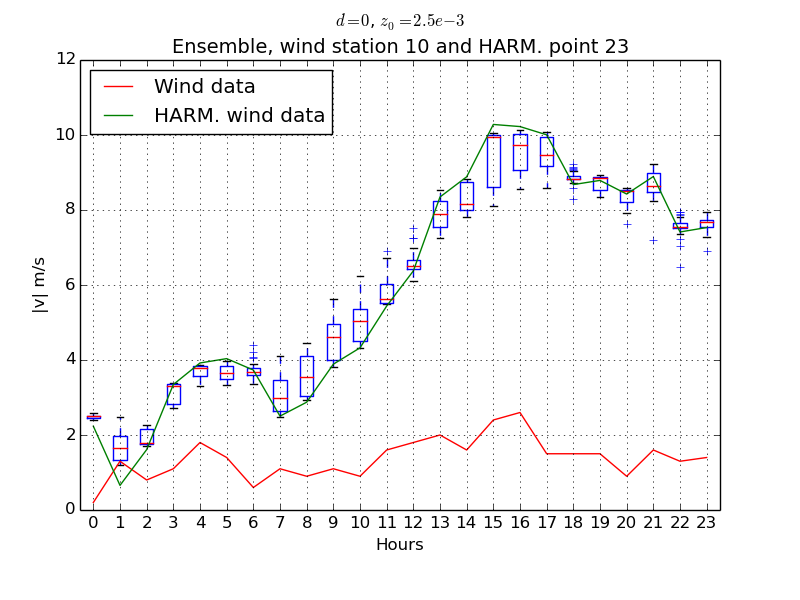 d=0, z₀=2.5e−3
Ensemble, wind station 10 and HARM. point 23
Wind data
HARM. wind data
12
10
8
6
4
2
0
|v| m/s
0 1 2 3 4 5 6 7 8 9 10 11 12 13 14 15 16 17 18 19 20 21 22 23
Hours